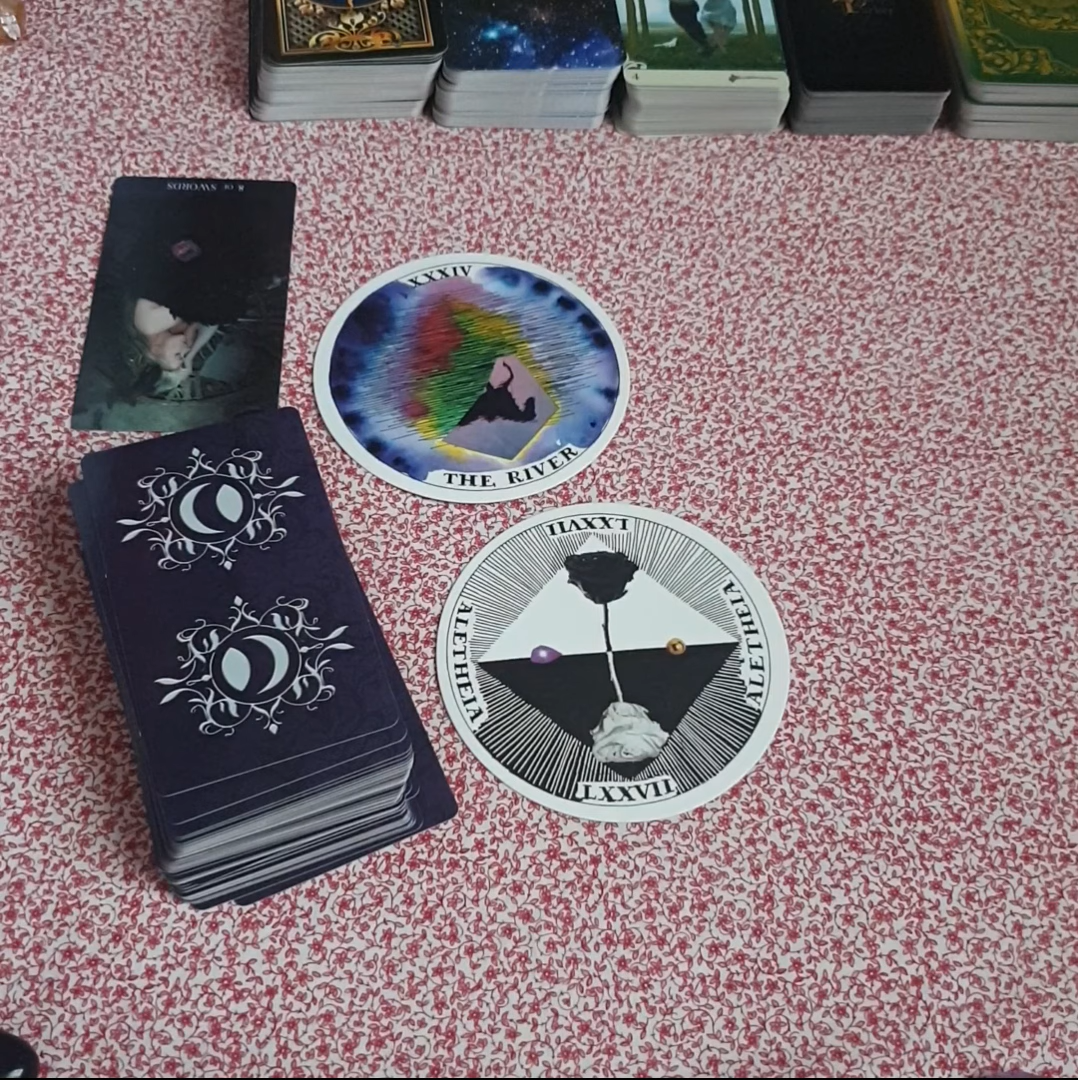 8 OF SWORDS
XXXIV
THE RIVER
LXXVII
ALETHEIA
ALETHEIA
LXXVII